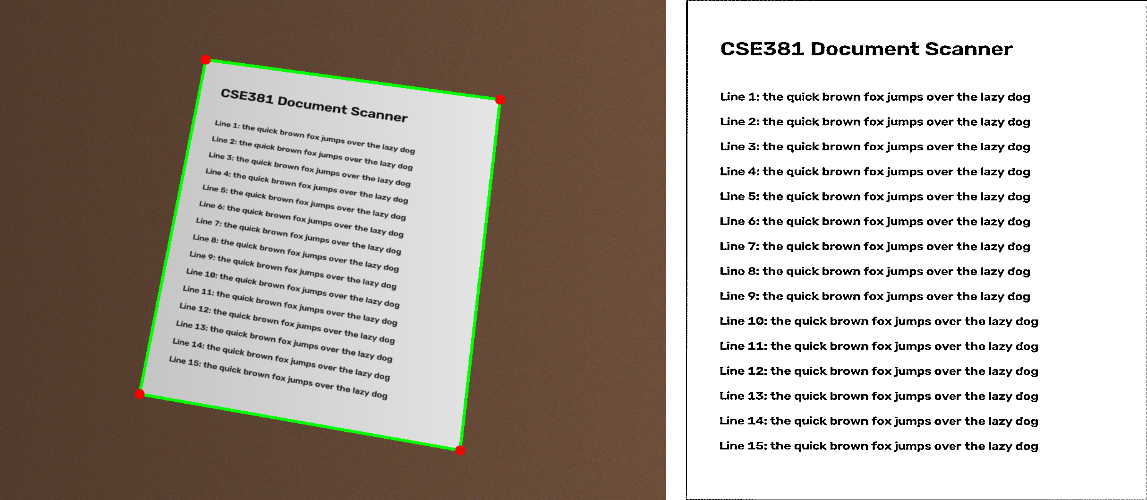 CSE381 Document Scanner
Line 1: the quick brown fox jumps over the lazy dog
Line 2: the quick brown fox jumps over the lazy dog
Line 3: the quick brown fox jumps over the lazy dog
Line 4: the quick brown fox jumps over the lazy dog
Line 5: the quick brown fox jumps over the lazy dog
Line 6: the quick brown fox jumps over the lazy dog
Line 7: the quick brown fox jumps over the lazy dog
Line 8: the quick brown fox jumps over the lazy dog
Line 9: the quick brown fox jumps over the lazy dog
Line 10: the quick brown fox jumps over the lazy dog
Line 11: the quick brown fox jumps over the lazy dog
Line 12: the quick brown fox jumps over the lazy dog
Line 13: the quick brown fox jumps over the lazy dog
Line 14: the quick brown fox jumps over the lazy dog
Line 15: the quick brown fox jumps over the lazy dog
CSE381 Document Scanner
Line 1: the quick brown fox jumps over the lazy dog
Line 2: the quick brown fox jumps over the lazy dog
Line 3: the quick brown fox jumps over the lazy dog
Line 4: the quick brown fox jumps over the lazy dog
Line 5: the quick brown fox jumps over the lazy dog
Line 6: the quick brown fox jumps over the lazy dog
Line 7: the quick brown fox jumps over the lazy dog
Line 8: the quick brown fox jumps over the lazy dog
Line 9: the quick brown fox jumps over the lazy dog
Line 10: the quick brown fox jumps over the lazy dog
Line 11: the quick brown fox jumps over the lazy dog
Line 12: the quick brown fox jumps over the lazy dog
Line 13: the quick brown fox jumps over the lazy dog
Line 14: the quick brown fox jumps over the lazy dog
Line 15: the quick brown fox jumps over the lazy dog